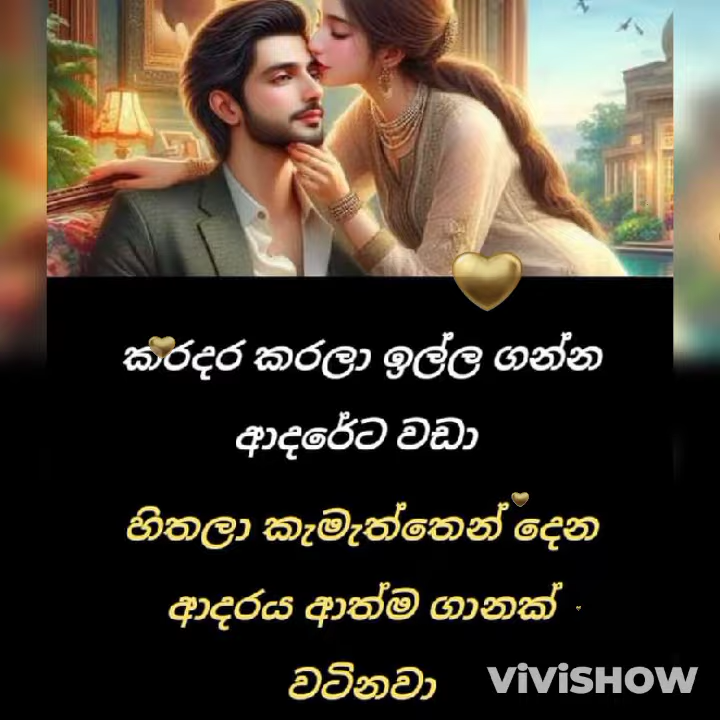 කරදර කරලා ඉල්ල ගන්න
ආදරේට වඩා
හිතලා කැමැත්තෙන් දෙන
ආදරය ආත්ම ගානක්
වටිනවා
ViViSHOW